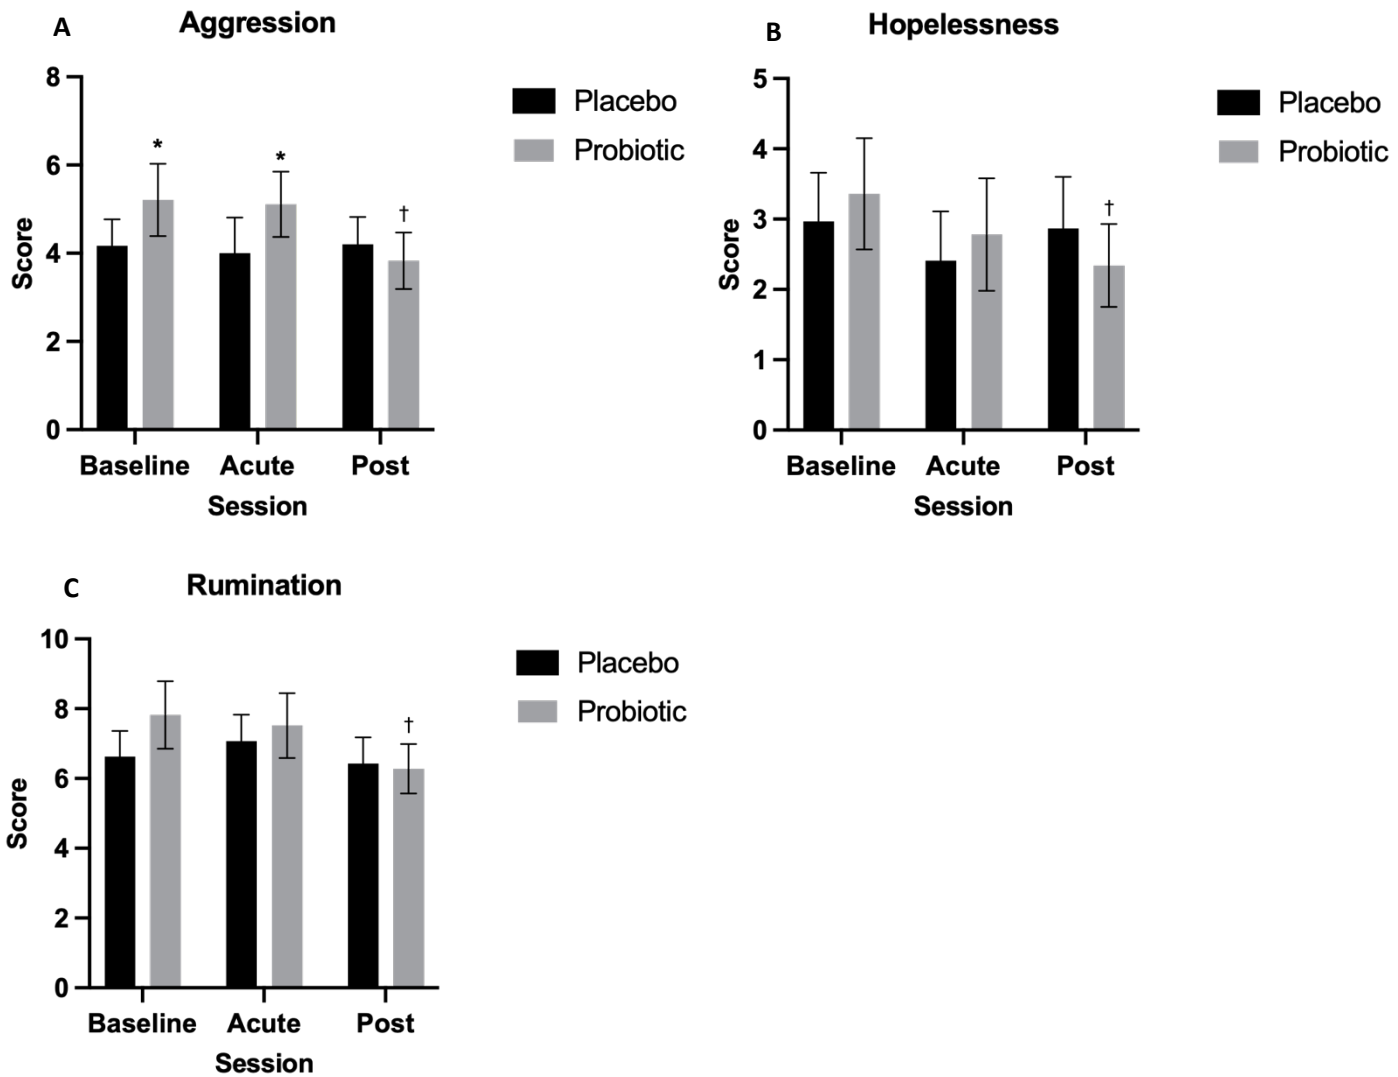 A
Aggression
8
6
4
2
0
Score
*
*
†
Baseline Acute Post
Session
Placebo
Probiotic
B
Hopelessness
5
4
3
2
1
0
Score
†
Baseline Acute Post
Session
Placebo
Probiotic
C
Rumination
10
8
6
4
2
0
Score
†
Baseline Acute Post
Session
Placebo
Probiotic